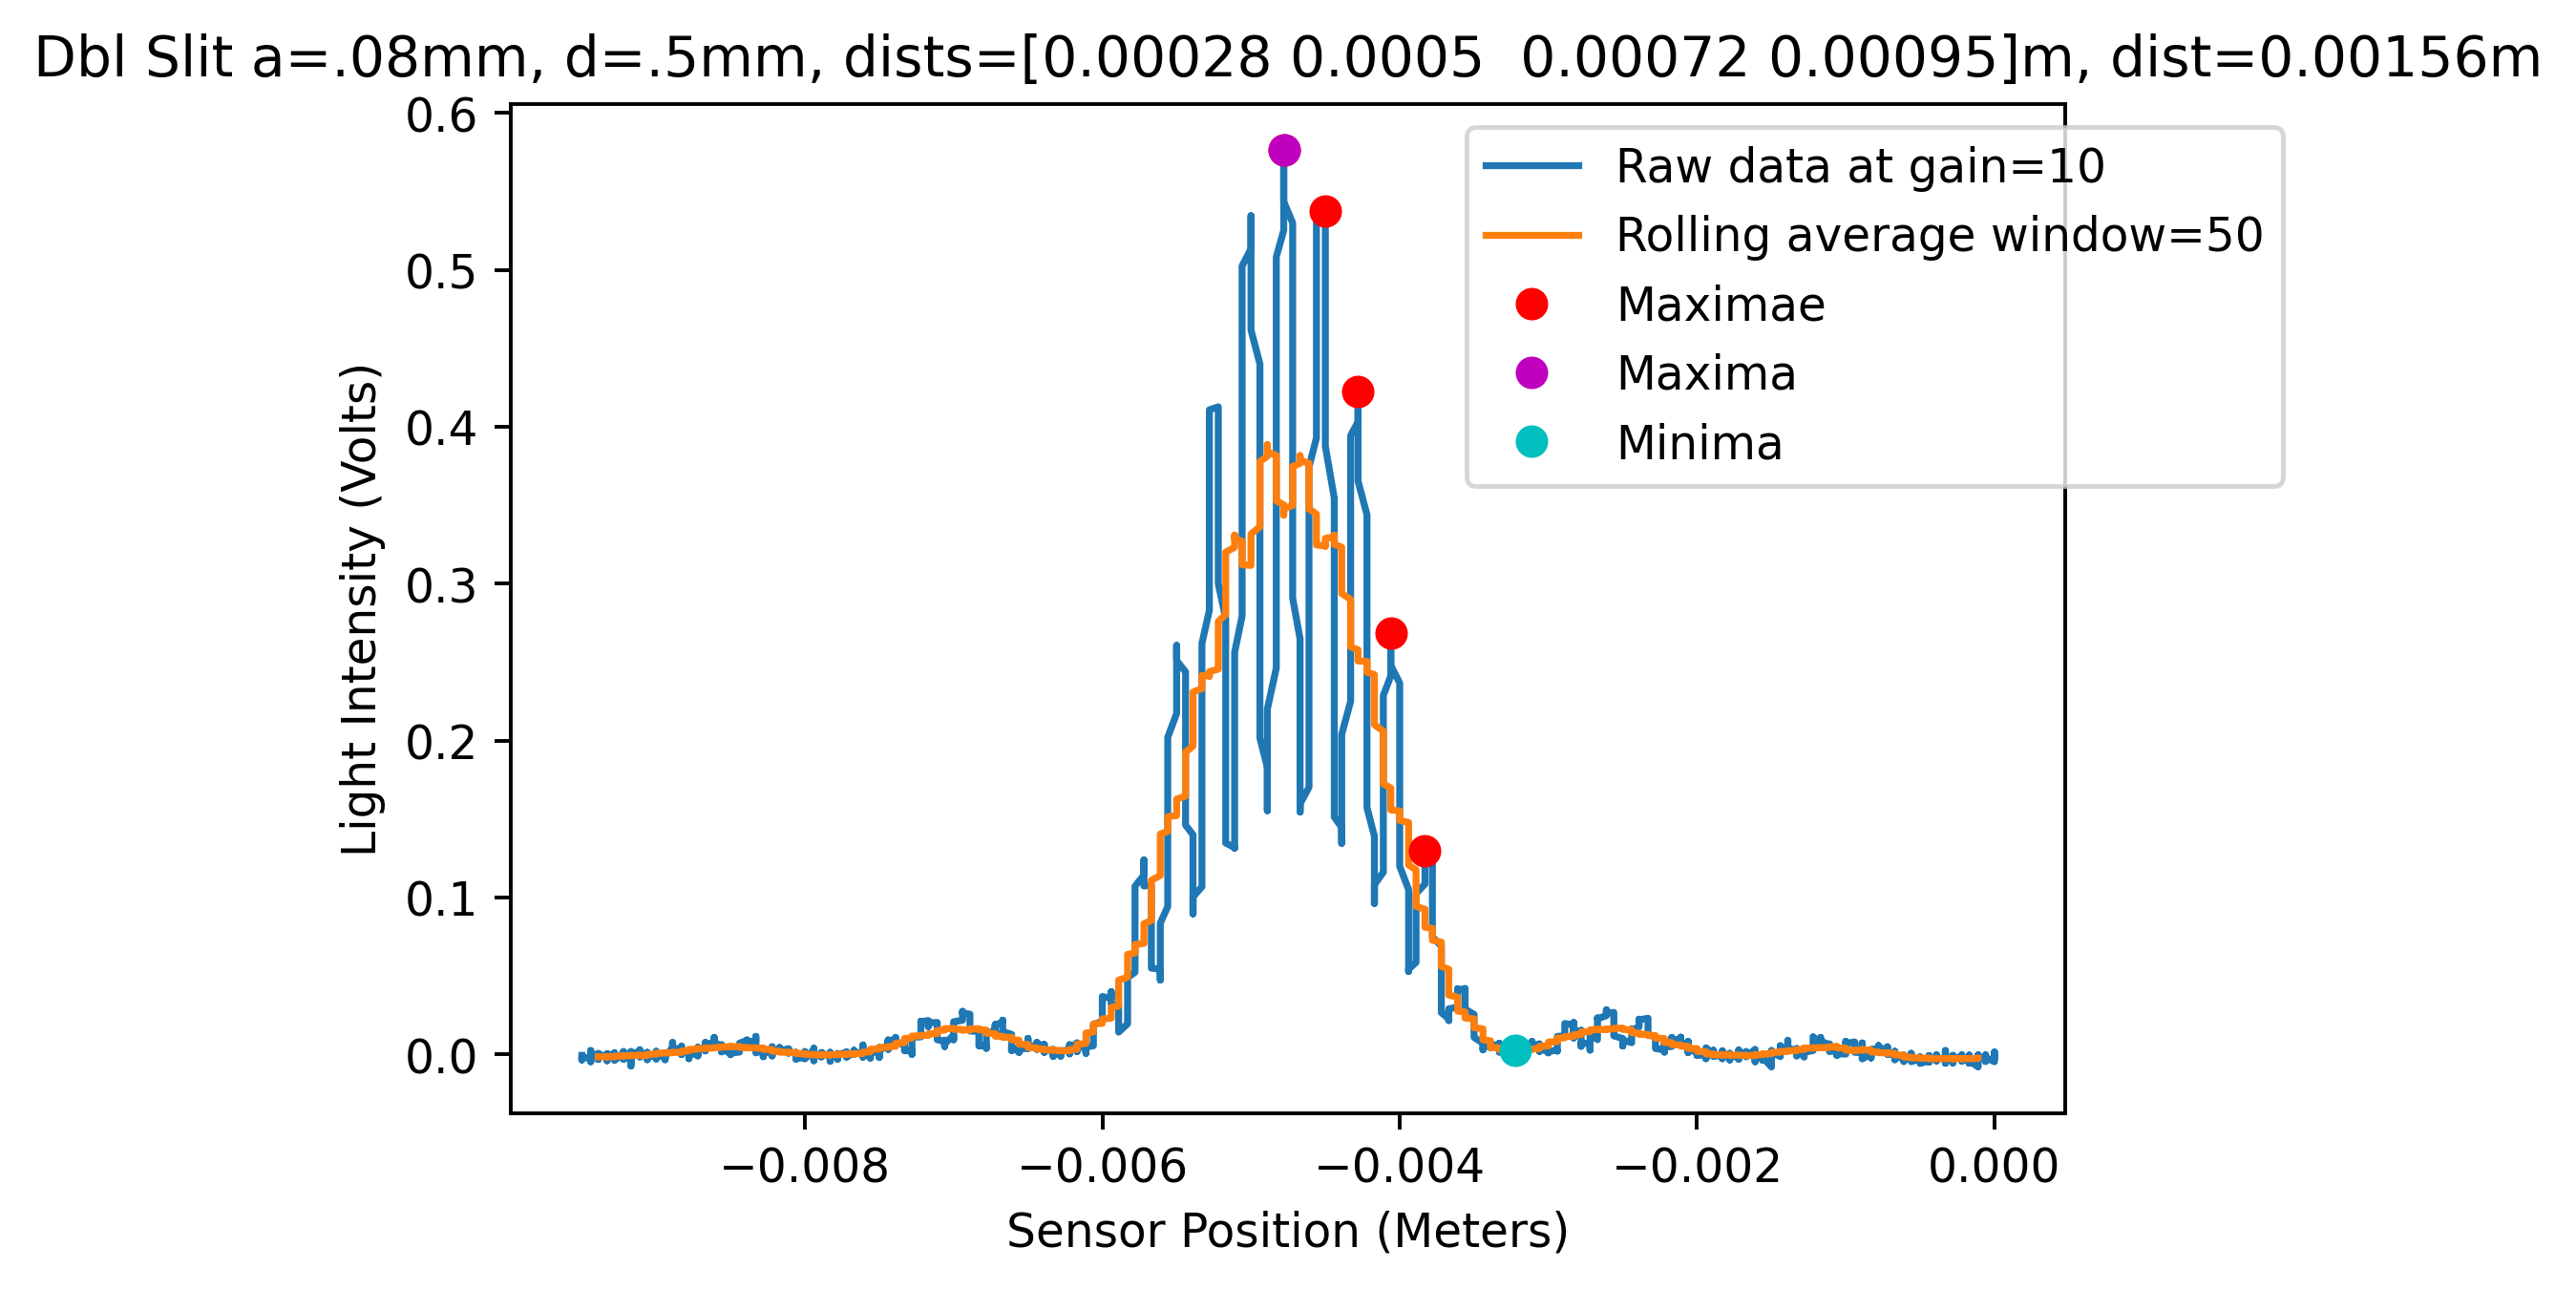 Dbl Slit a=.08mm, d=.5mm, dists=[0.00028 0.0005  0.00072 0.00095]m, dist=0.00156m
0.6
0.5
0.4
0.3
0.2
0.1
0.0
Light Intensity (Volts)
Raw data at gain=10
Rolling average window=50
Maximae
Maxima
Minima
−0.008
−0.006
−0.004
−0.002
0.000
Sensor Position (Meters)